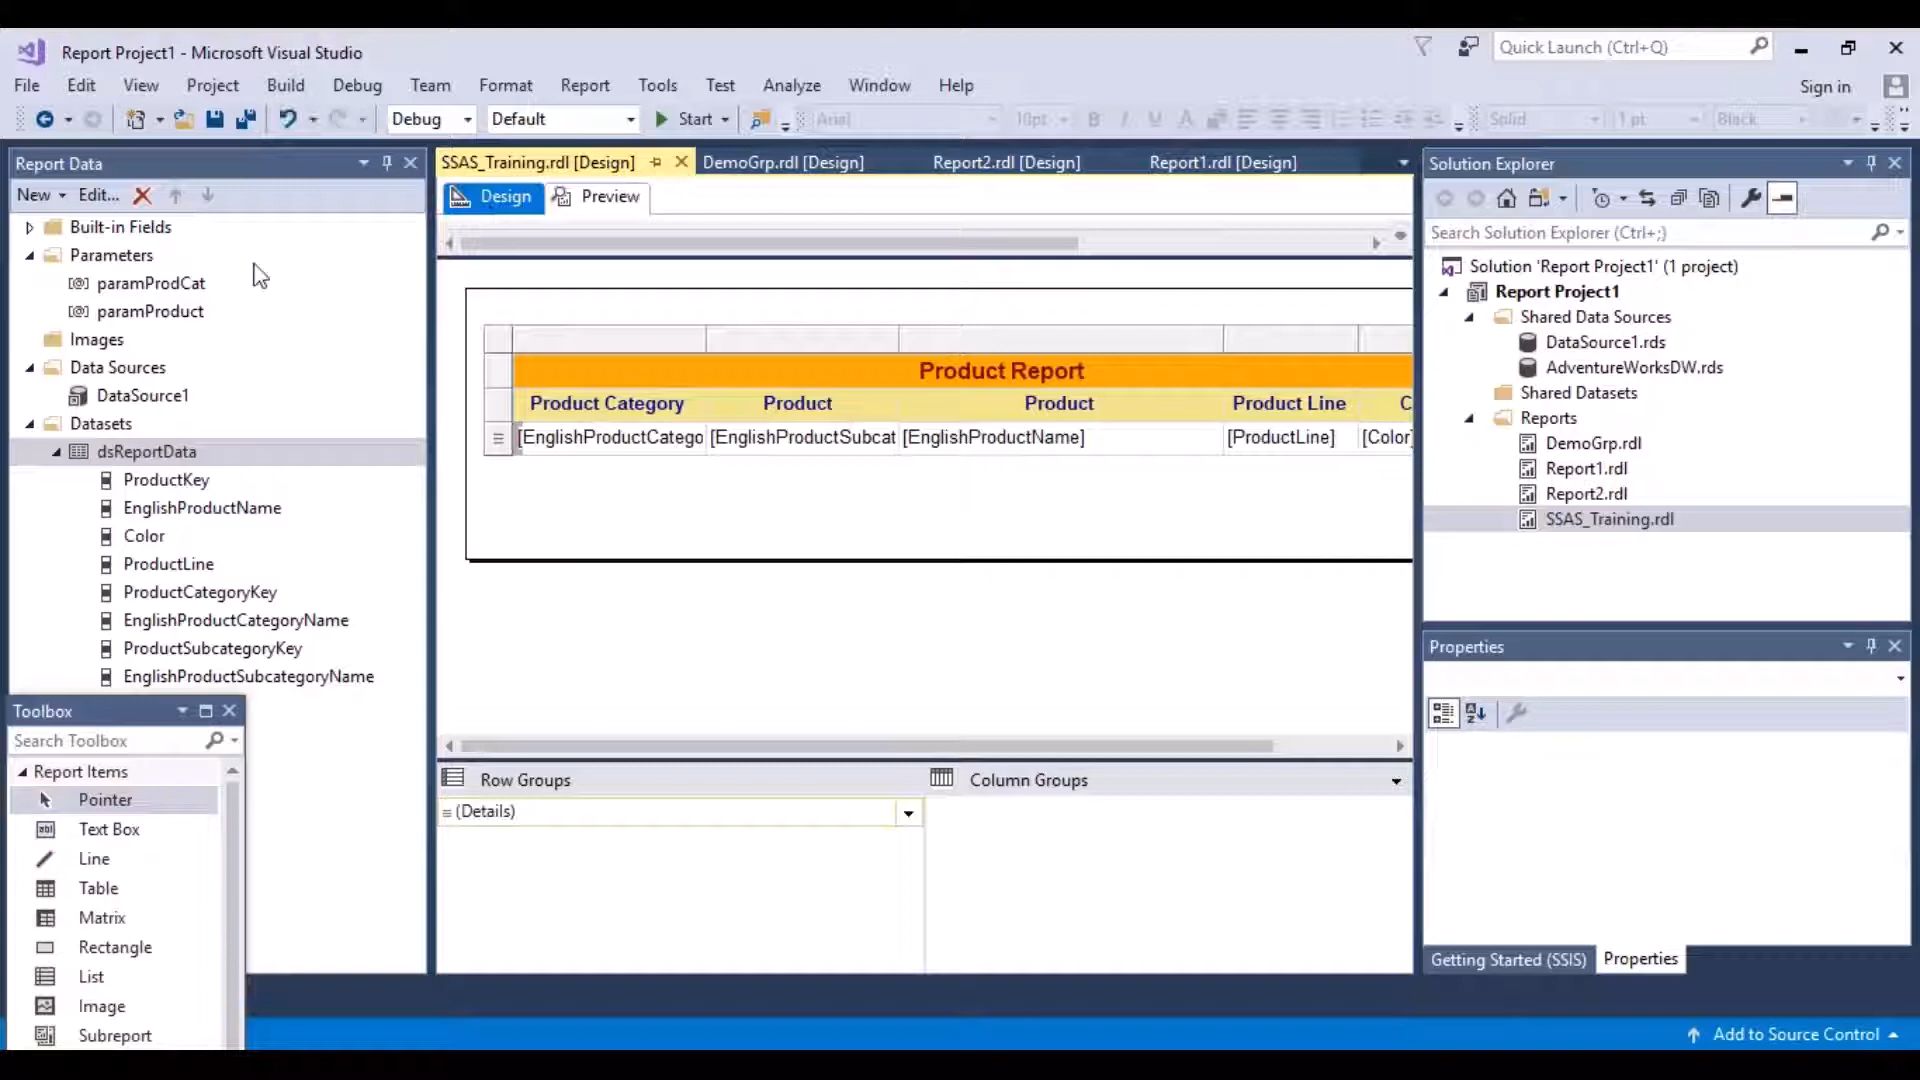 Report Project1 - Microsoft Visual Studio
Quick Launch (Ctrl+Q)
File Edit View Project Build Debug Team Format Report Tools Test Analyze Window Help
Sign in
Debug Default Start Arial 10pt B I U A Solid 1 pt Black
Report Data
New Edit...
Built-in Fields
Parameters
[@] paramProdCat
[@] paramProduct
Images
Data Sources
DataSource1
Datasets
dsReportData
ProductKey
EnglishProductName
Color
ProductLine
ProductCategoryKey
EnglishProductCategoryName
ProductSubcategoryKey
EnglishProductSubcategoryName
Toolbox
Search Toolbox
Report Items
Pointer
Text Box
Line
Table
Matrix
Rectangle
List
Image
Subreport
SSAS_Training.rdl [Design] DemoGrp.rdl [Design] Report2.rdl [Design] Report1.rdl [Design]
Design Preview
Product Report
Product Category Product Product Product Line C
[EnglishProductCatego [EnglishProductSubcat [EnglishProductName] [ProductLine] [Color]
Row Groups Column Groups
(Details)
Solution Explorer
Search Solution Explorer (Ctrl+;)
Solution 'Report Project1' (1 project)
Report Project1
Shared Data Sources
DataSource1.rds
AdventureWorksDW.rds
Shared Datasets
Reports
DemoGrp.rdl
Report1.rdl
Report2.rdl
SSAS_Training.rdl
Properties
Getting Started (SSIS) Properties
Add to Source Control